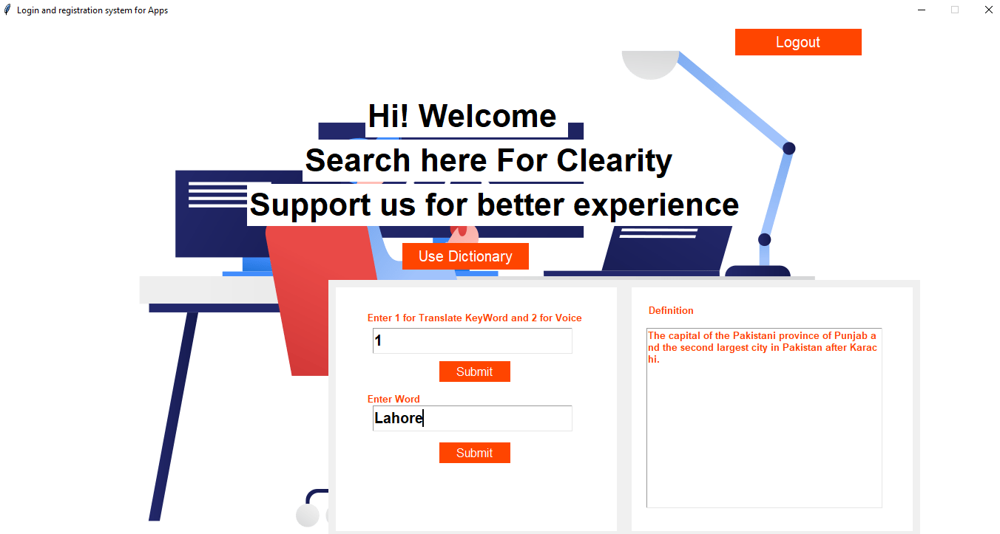 Login and registration system for Apps
Logout
Hi! Welcome
Search here For Clearity
Support us for better experience
Use Dictionary
Enter 1 for Translate KeyWord and 2 for Voice
1
Submit
Enter Word
Lahore
Submit
Definition
The capital of the Pakistani province of Punjab a
nd the second largest city in Pakistan after Karac
hi.